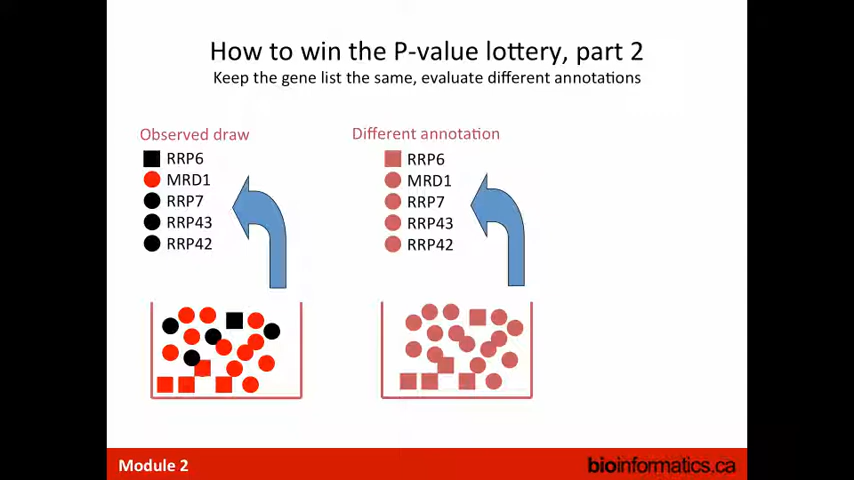 How to win the P-value lottery, part 2
Keep the gene list the same, evaluate different annotations
Observed draw
RRP6
MRD1
RRP7
RRP43
RRP42
Different annotation
RRP6
MRD1
RRP7
RRP43
RRP42
Module 2
bioinformatics.ca